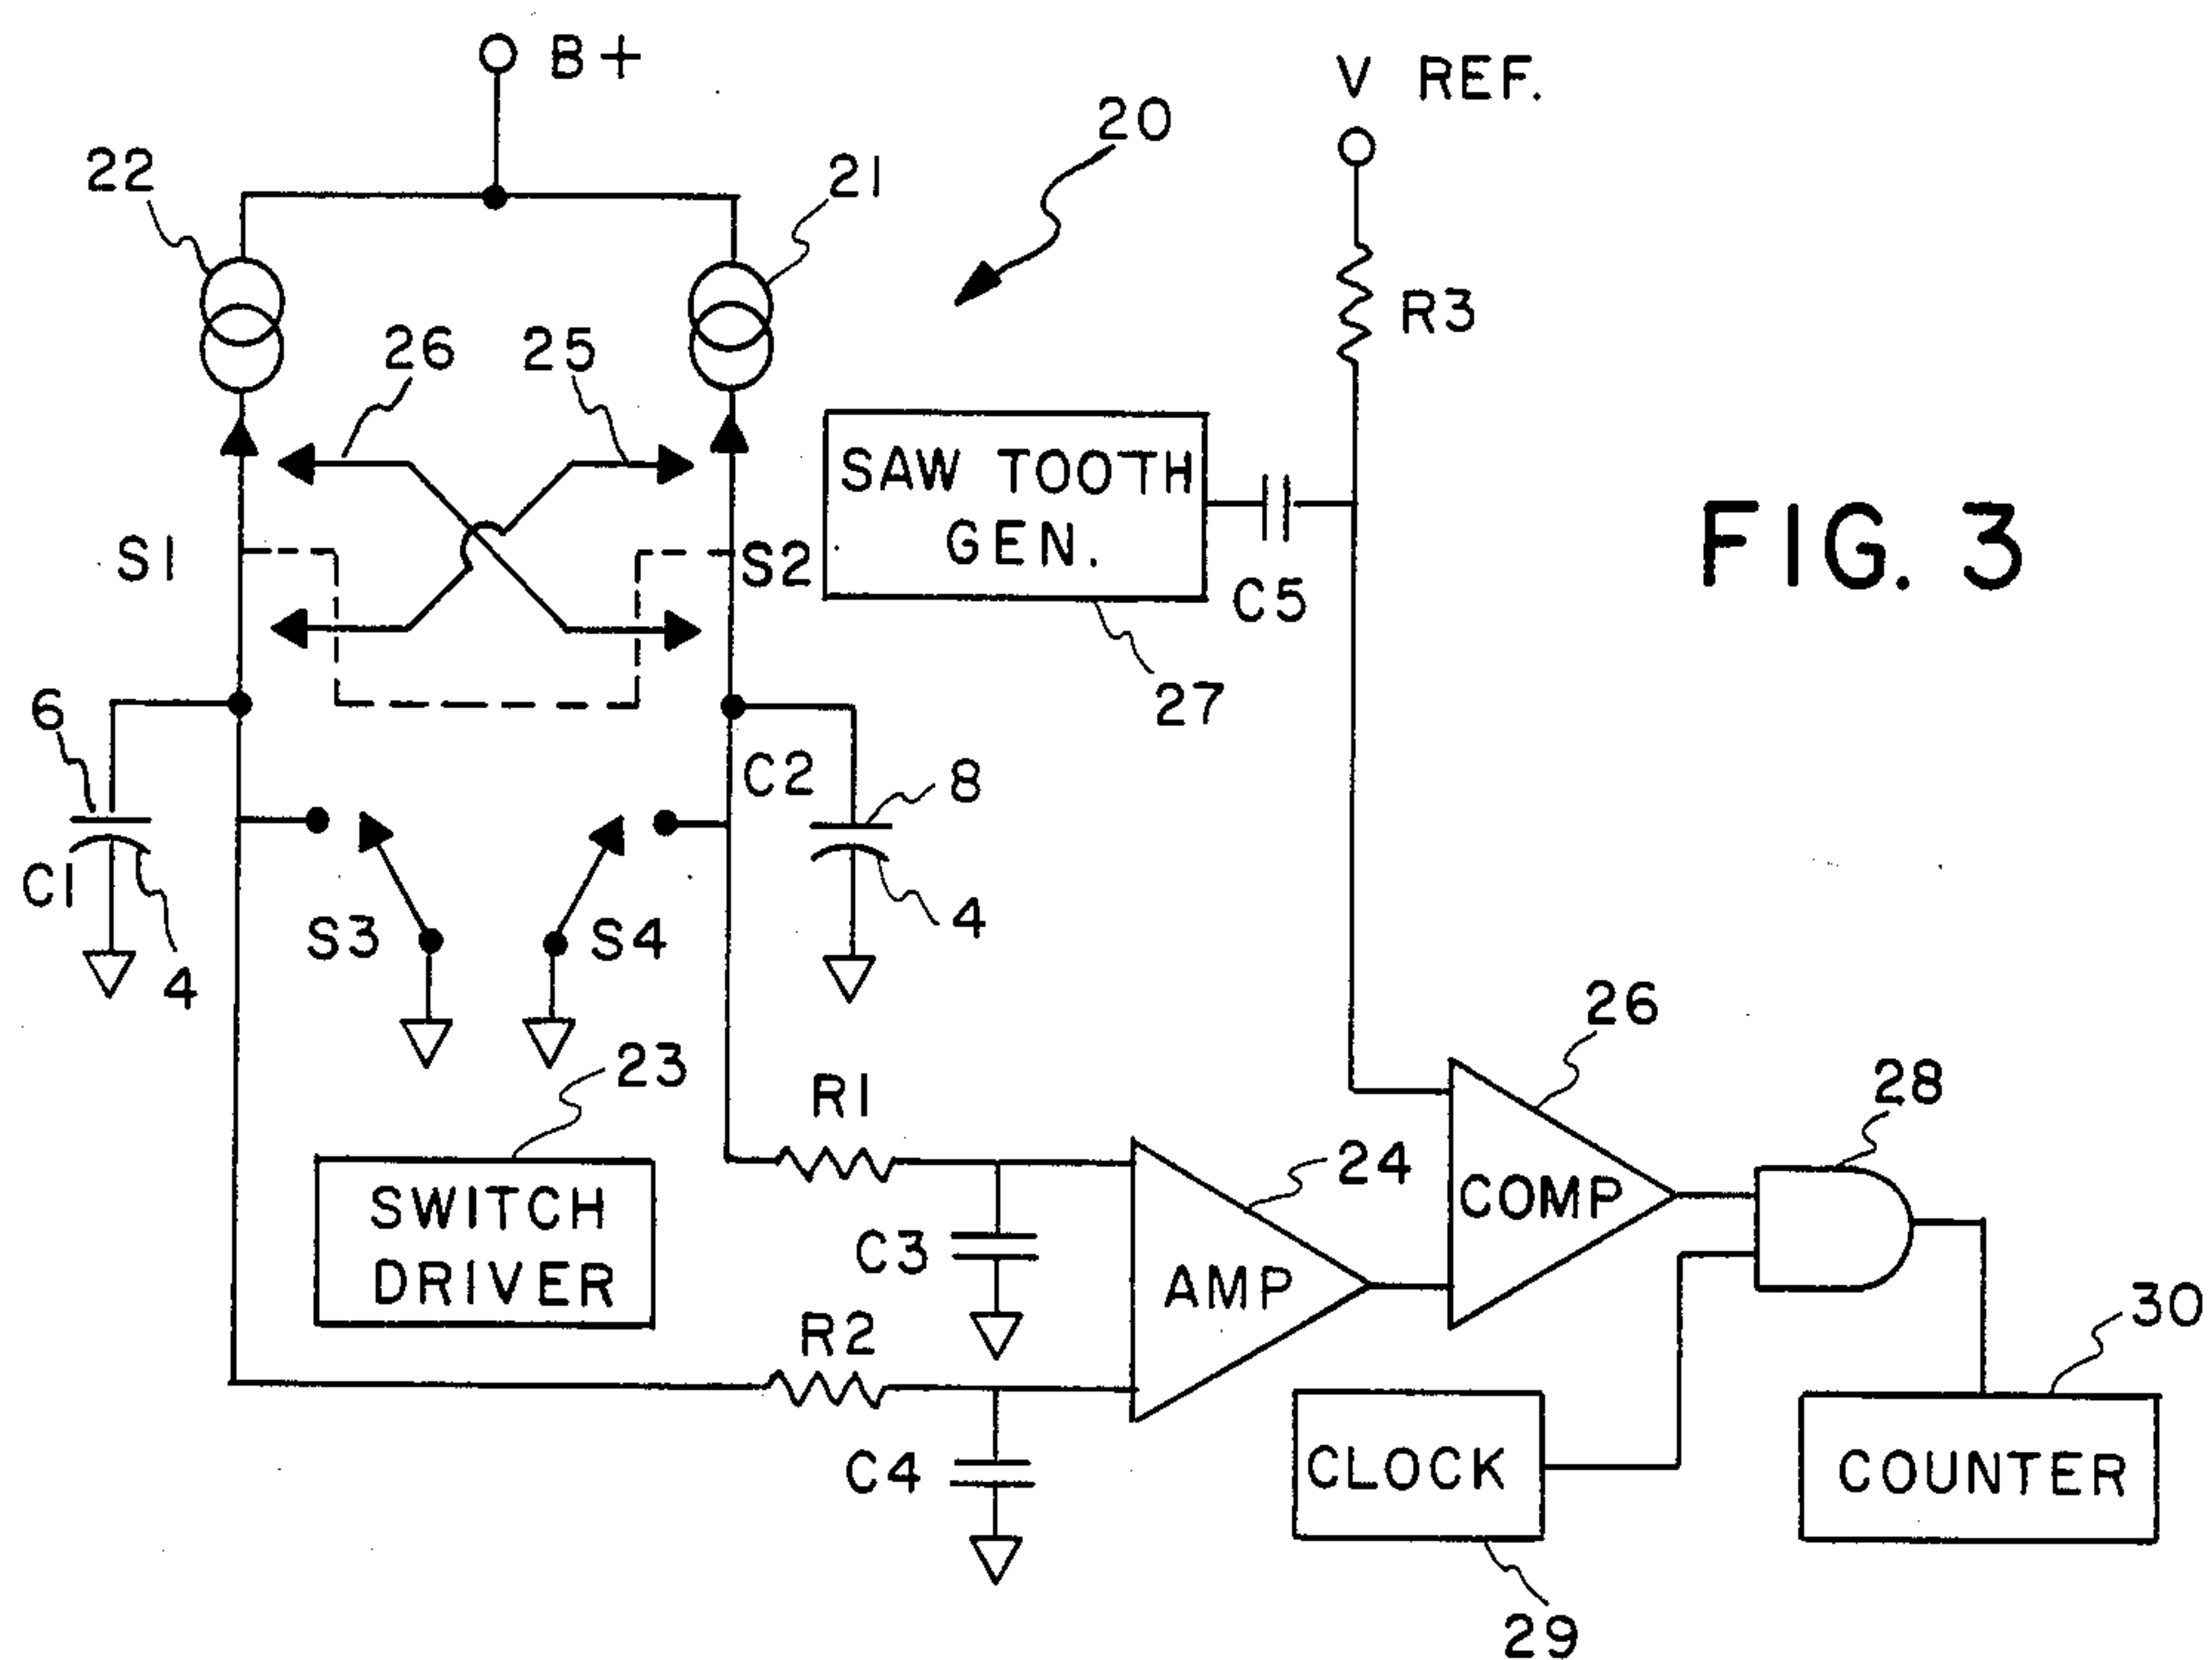 B+
V REF.
20
22
21
R3
26
25
SAW TOOTH
GEN.
FIG. 3
S1
S2
C5
27
6
C2
8
C1
4
S3
S4
4
26
23
R1
28
24
SWITCH
DRIVER
COMP
C3
AMP
30
R2
C4
CLOCK
COUNTER
29